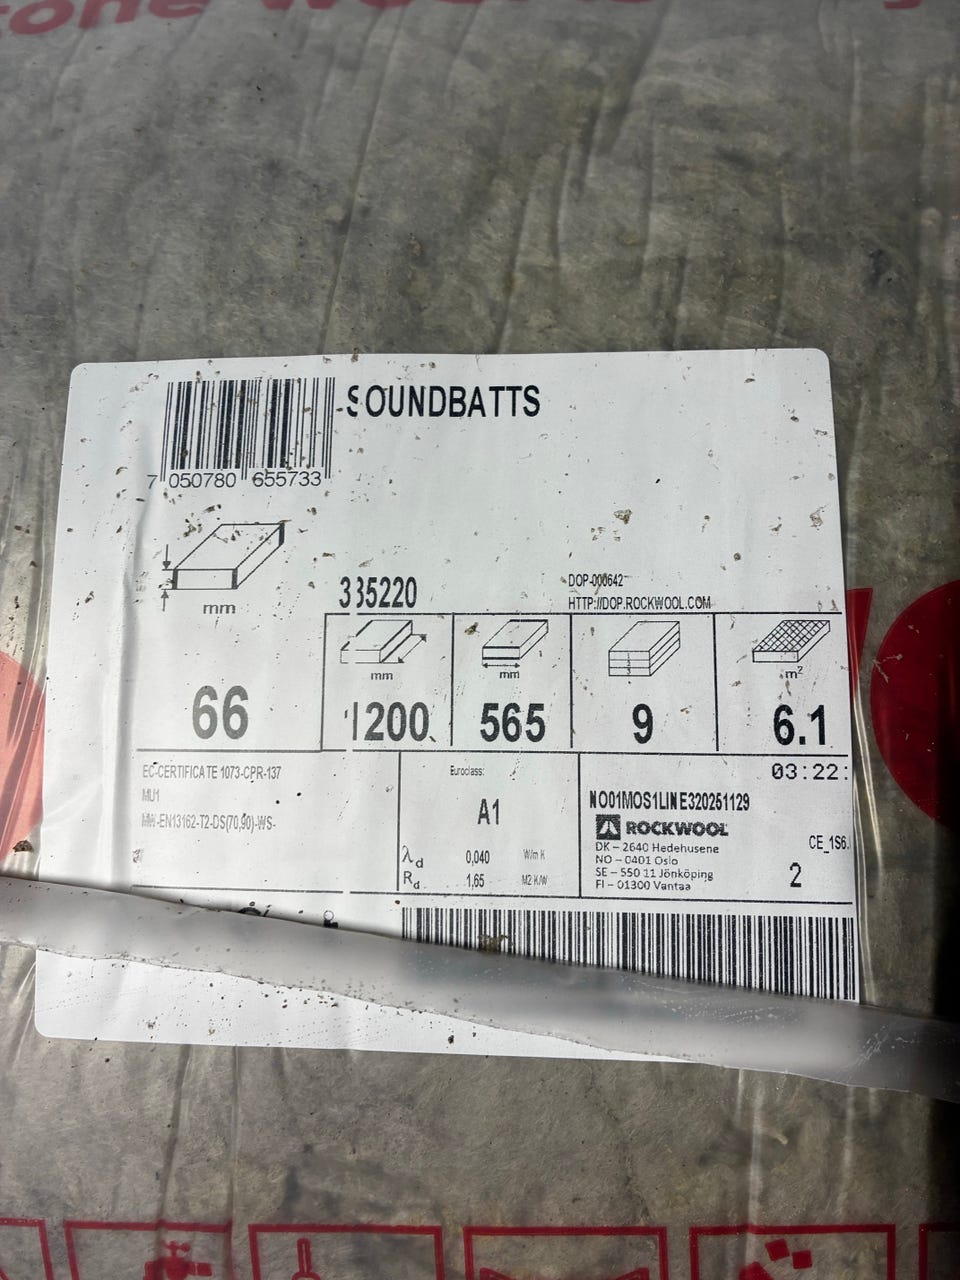 SOUNDBATTS
7 050780 655733
mm
335220
DOP-000642
HTTP://DOP.ROCKWOOL.COM
mm
mm
m²
66
1200
565
9
6.1
03:22:
EC-CERTIFICATE 1073-CPR-137
MU1
MW-EN13162-T2-DS(70,90)-WS-
Euroclass:
A1
λd 0,040 W/m K
Rd 1,65 M2 K/W
NO01MOS1LINE320251129
ROCKWOOL
DK – 2640 Hedehusene
NO – 0401 Oslo
SE – 550 11 Jönköping
FI – 01300 Vantaa
CE_1S6.
2